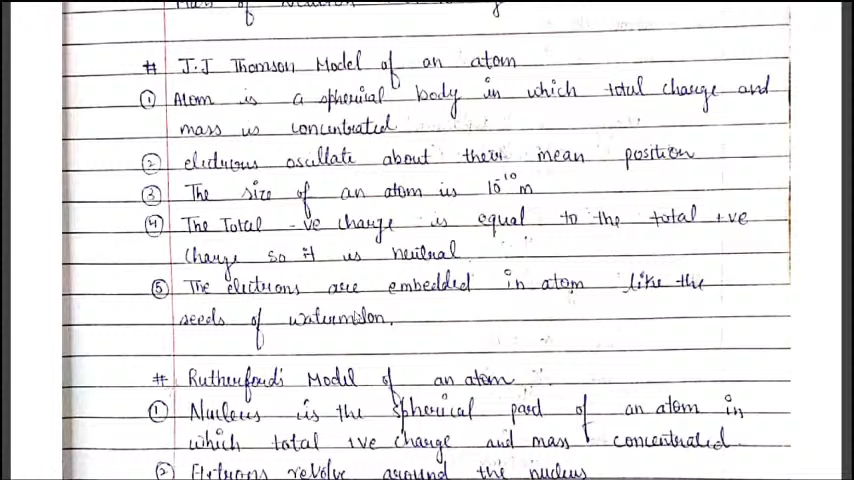 Mass of
# J.J Thomson Model of an atom
① Atom is a spherical body in which total charge and
mass is concentrated
② electrons oscillate about their mean position
③ The size of an atom is 10⁻¹⁰ m
④ The Total -ve charge is equal to the total +ve
charge so it is neutral
⑤ The electrons are embedded in atom like the
seeds of watermelon.
# Rutherford's Model of an atom
① Nucleus is the spherical part of an atom in
which total +ve charge and mass concentrated
② Electrons revolve around the nucleus